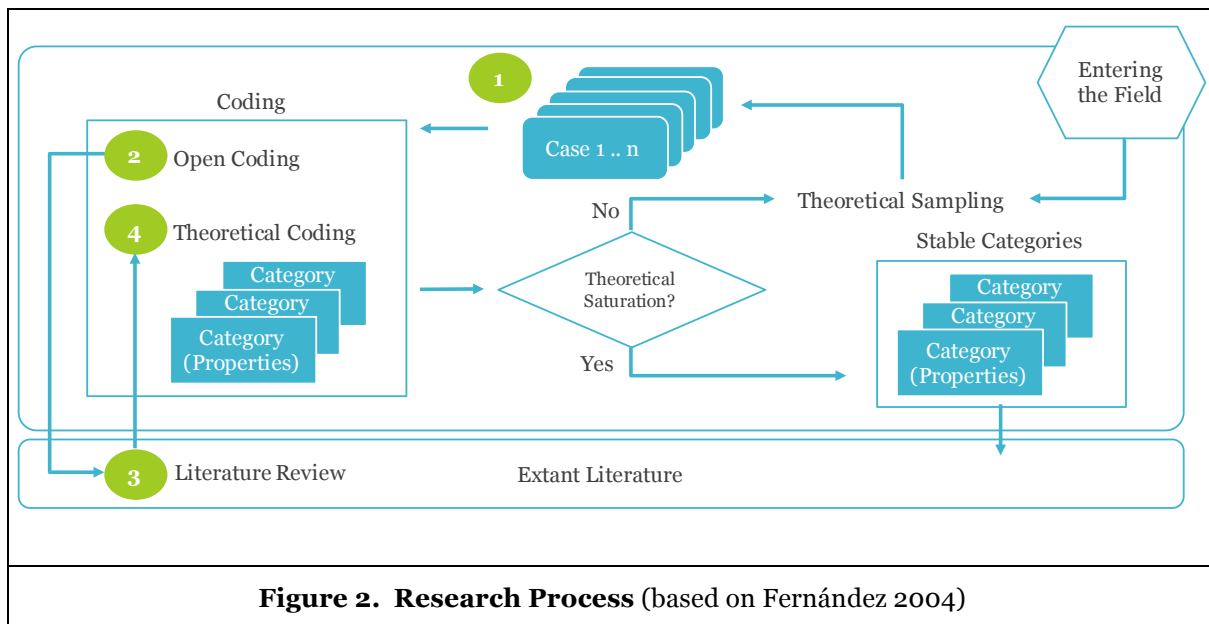 Entering
the Field
1
Coding
Case 1 .. n
2
Open Coding
No
Theoretical Sampling
4
Theoretical Coding
Stable Categories
Category
Category
Category
(Properties)
Theoretical
Saturation?
Category
Category
Category
(Properties)
Yes
3
Literature Review
Extant Literature
Figure 2. Research Process (based on Fernández 2004)